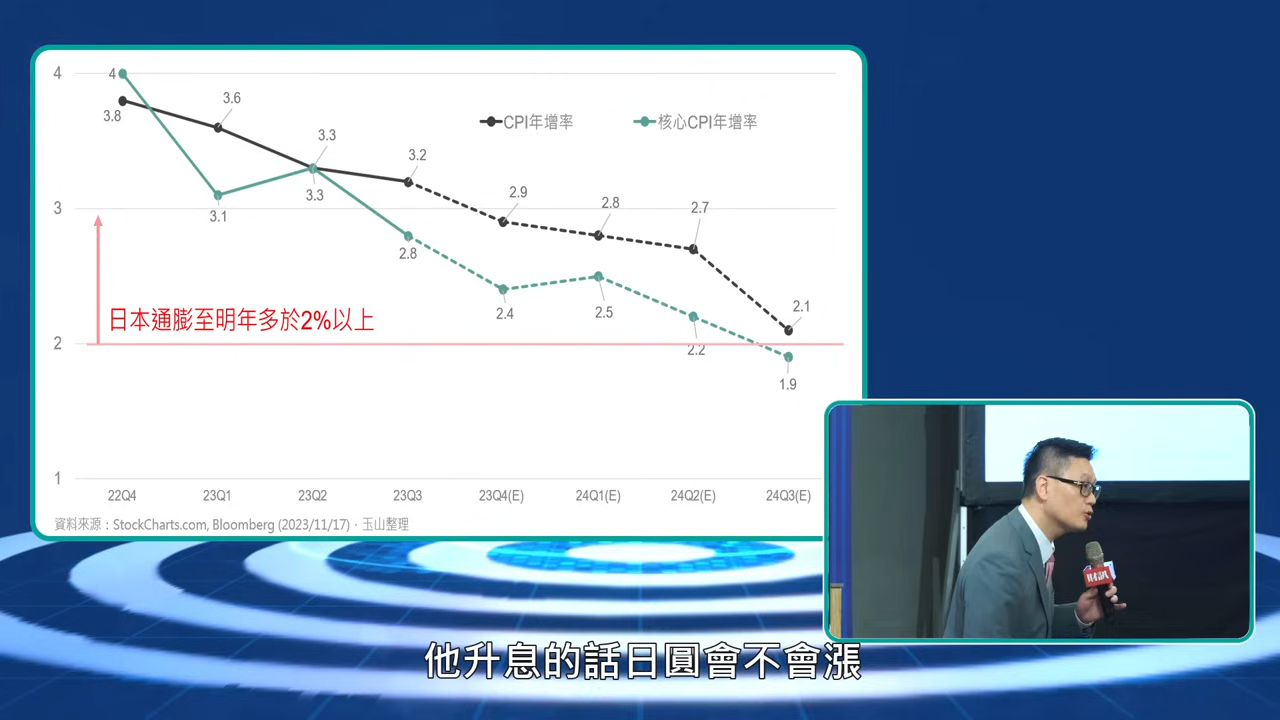 4
3
2
1
CPI年增率
核心CPI年增率
4
3.8
3.6
3.1
3.3
3.3
3.2
2.8
2.9
2.4
2.8
2.5
2.7
2.2
2.1
1.9
日本通膨至明年多於2%以上
22Q4 23Q1 23Q2 23Q3 23Q4(E) 24Q1(E) 24Q2(E) 24Q3(E)
資料來源：StockCharts.com, Bloomberg (2023/11/17)，玉山整理
財訊
他升息的話日圓會不會漲